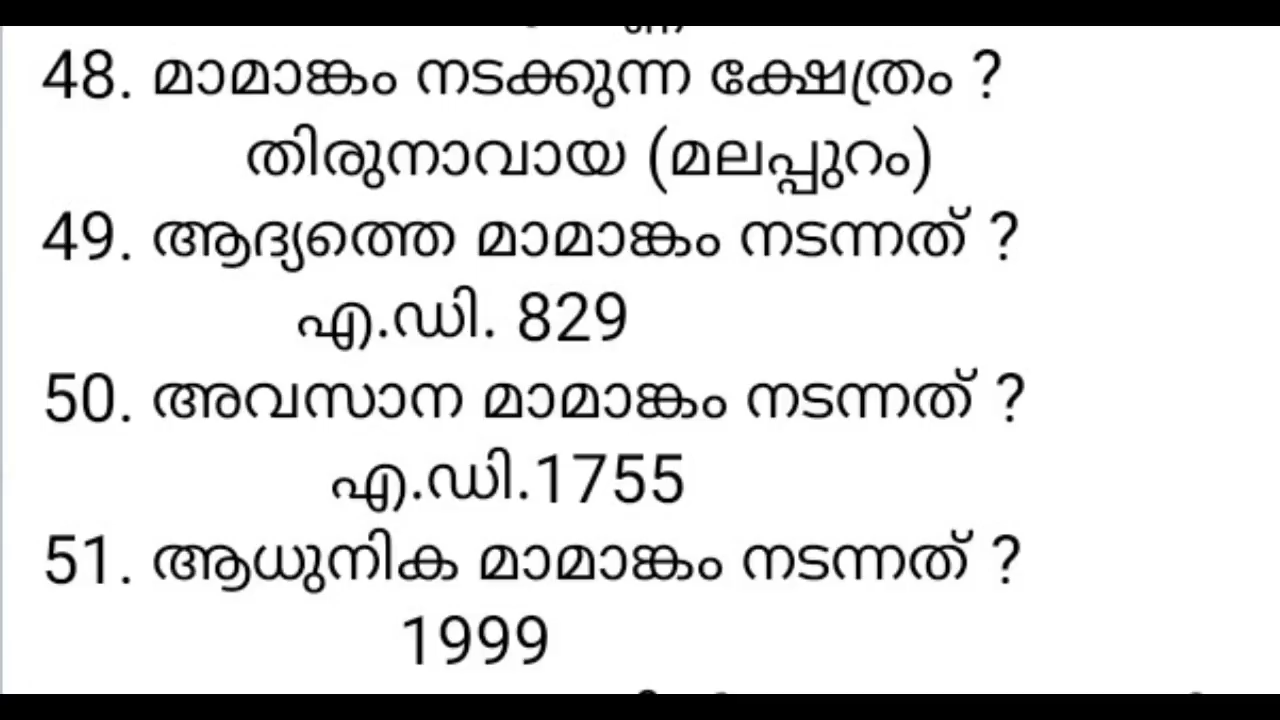 48. മാമാങ്കം നടക്കുന്ന ക്ഷേത്രം ?
തിരുനാവായ (മലപ്പുറം)
49. ആദ്യത്തെ മാമാങ്കം നടന്നത് ?
എ.ഡി. 829
50. അവസാന മാമാങ്കം നടന്നത് ?
എ.ഡി.1755
51. ആധുനിക മാമാങ്കം നടന്നത് ?
1999